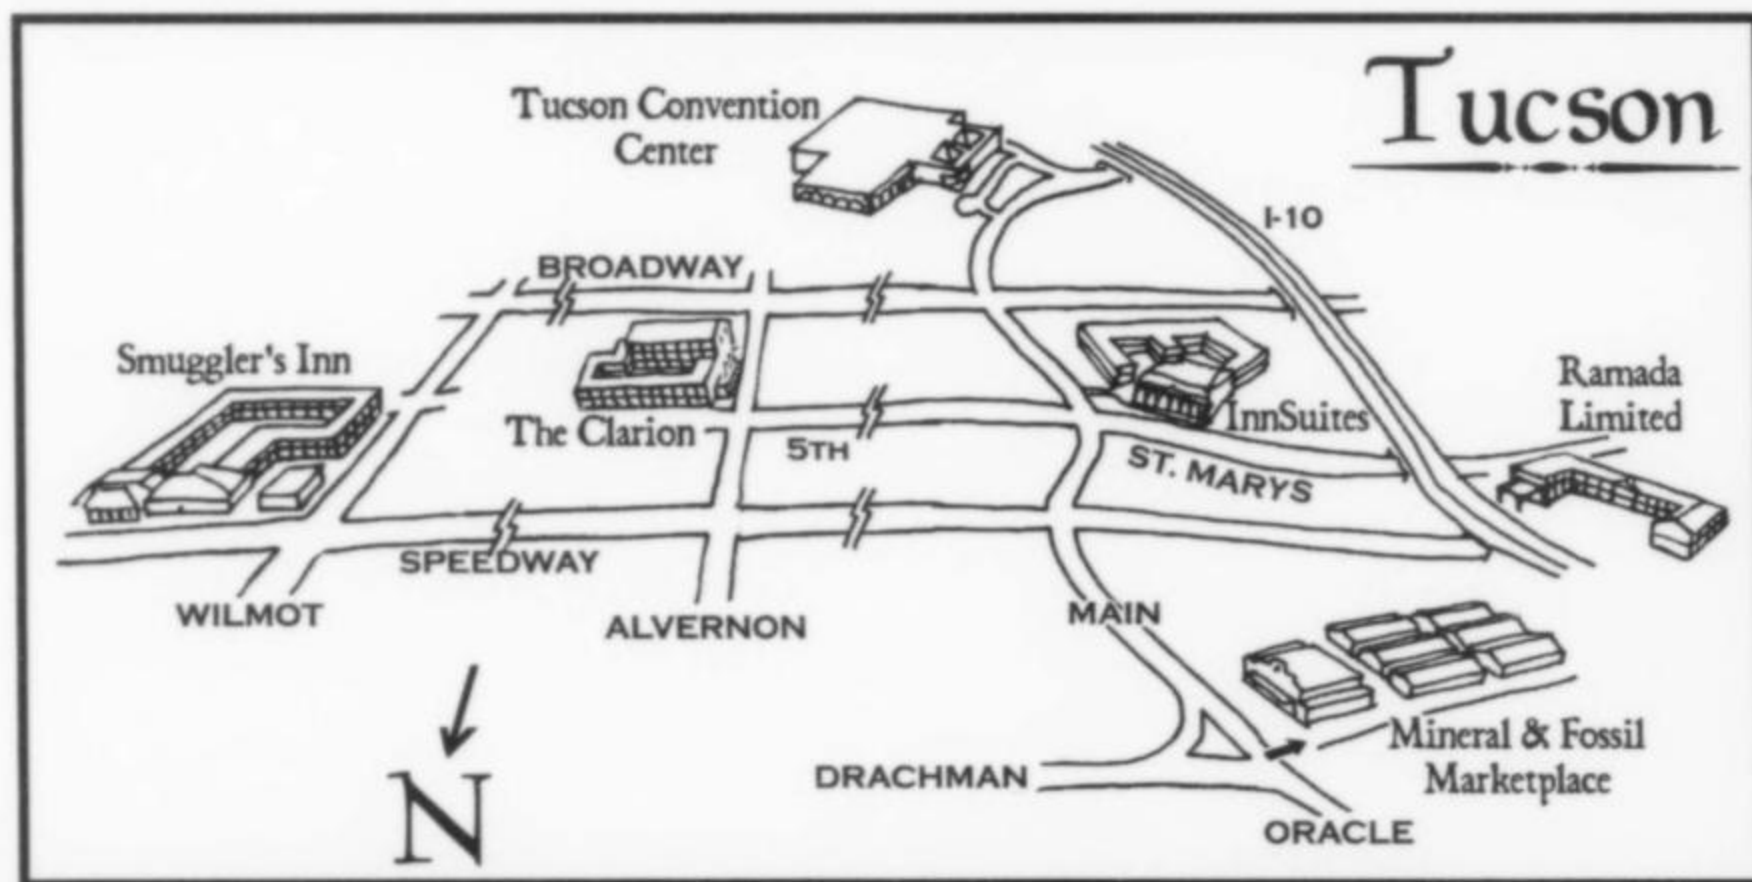 Tucson
Tucson Convention
Center
I-10
BROADWAY
Smuggler's Inn
The Clarion
5TH
InnSuites
ST. MARYS
Ramada
Limited
SPEEDWAY
WILMOT
ALVERNON
MAIN
Mineral & Fossil
Marketplace
DRACHMAN
ORACLE
N